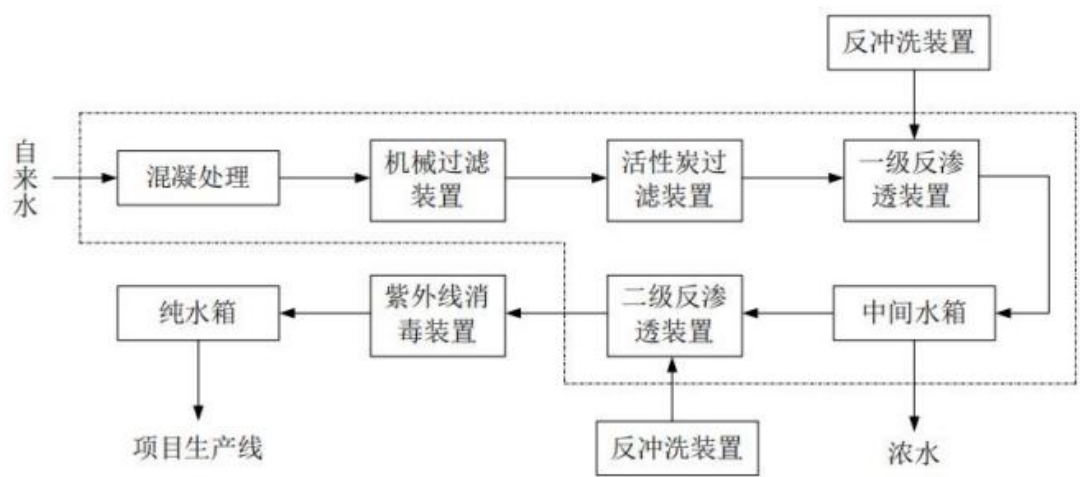 反冲洗装置
自
来
水
混凝处理
机械过滤
装置
活性炭过
滤装置
一级反渗
透装置
纯水箱
紫外线消
毒装置
二级反渗
透装置
中间水箱
项目生产线
反冲洗装置
浓水